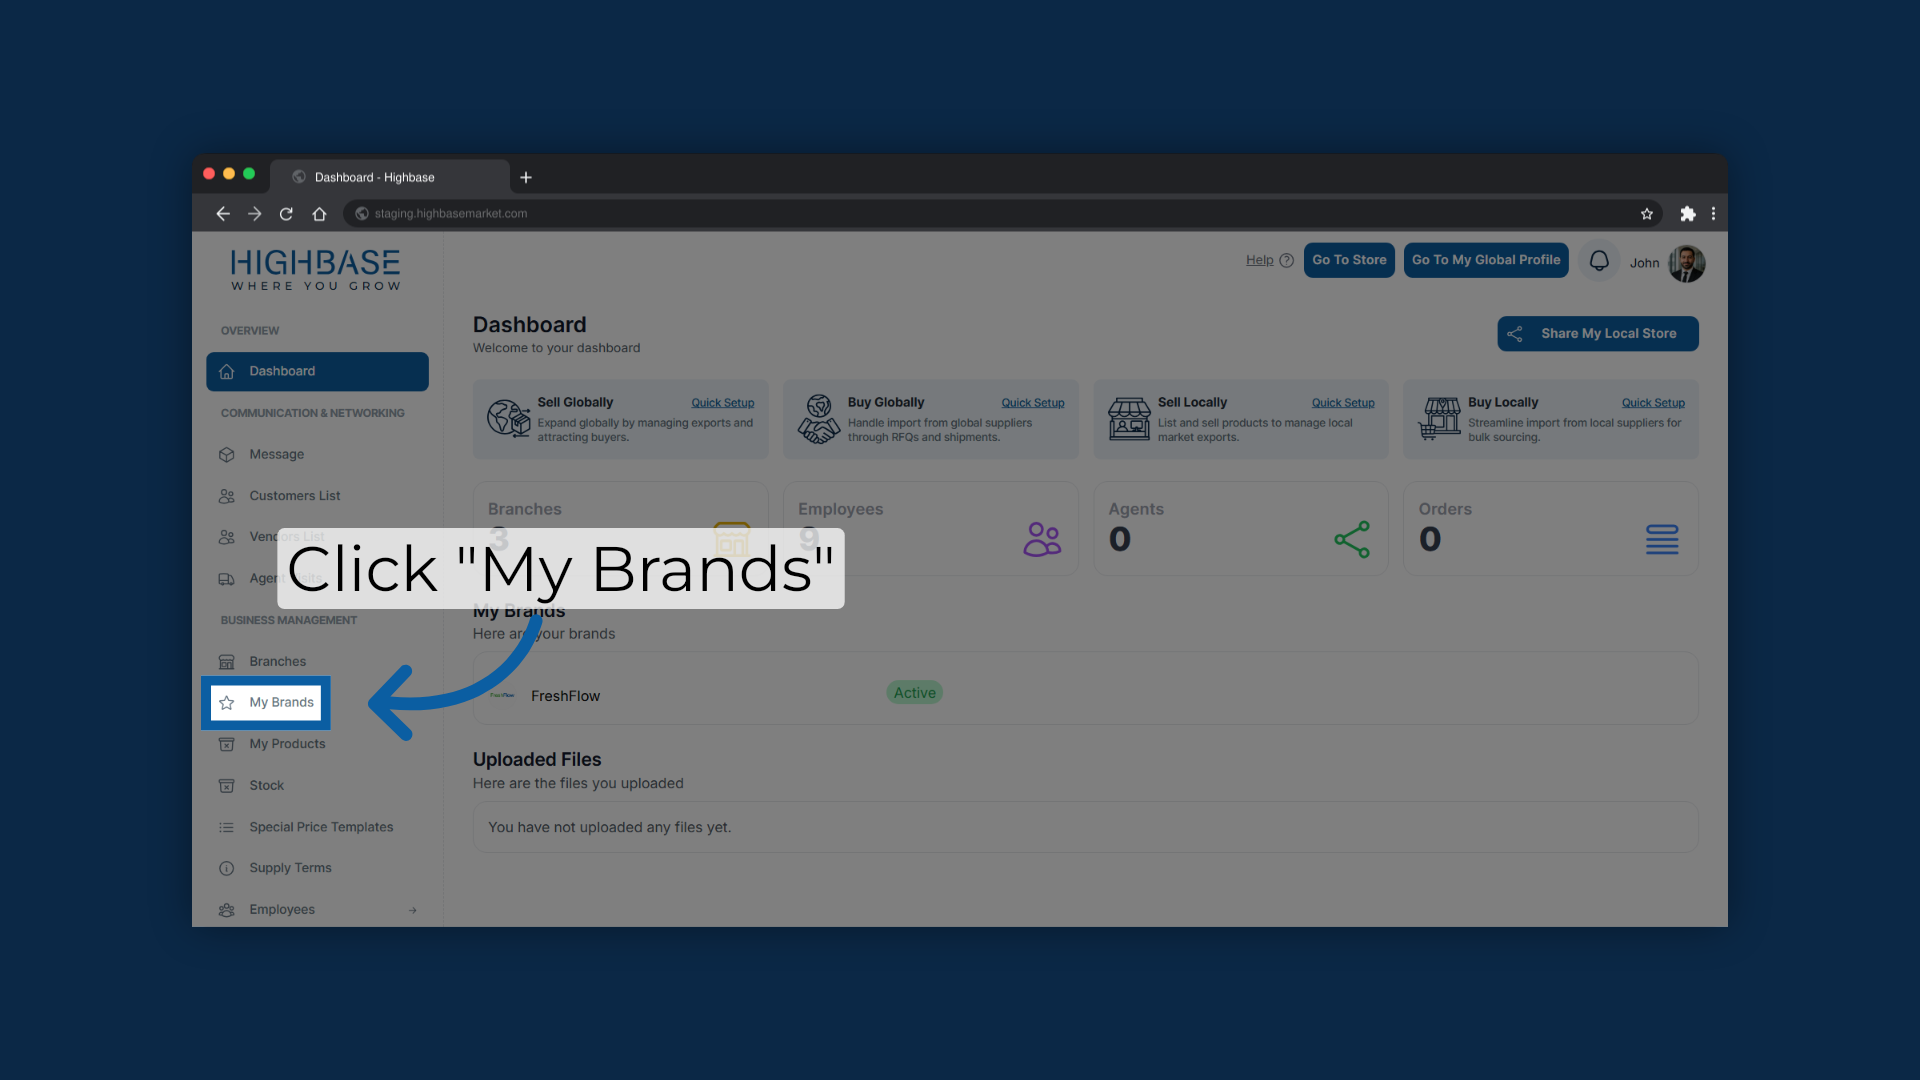 Dashboard - Highbase
staging.highbasemarket.com
HIGHBASE
WHERE YOU GROW
Help
Go To Store
Go To My Global Profile
John
OVERVIEW
Dashboard
COMMUNICATION & NETWORKING
Message
Customers List
Vendors List
Agent Visits
BUSINESS MANAGEMENT
Branches
My Brands
My Products
Stock
Special Price Templates
Supply Terms
Employees
Dashboard
Welcome to your dashboard
Share My Local Store
Sell Globally
Quick Setup
Expand globally by managing exports and
attracting buyers.
Buy Globally
Quick Setup
Handle import from global suppliers
through RFQs and shipments.
Sell Locally
Quick Setup
List and sell products to manage local
market exports.
Buy Locally
Quick Setup
Streamline import from local suppliers for
bulk sourcing.
Branches
3
Employees
9
Agents
0
Orders
0
Click "My Brands"
My Brands
Here are your brands
FreshFlow
FreshFlow
Active
Uploaded Files
Here are the files you uploaded
You have not uploaded any files yet.